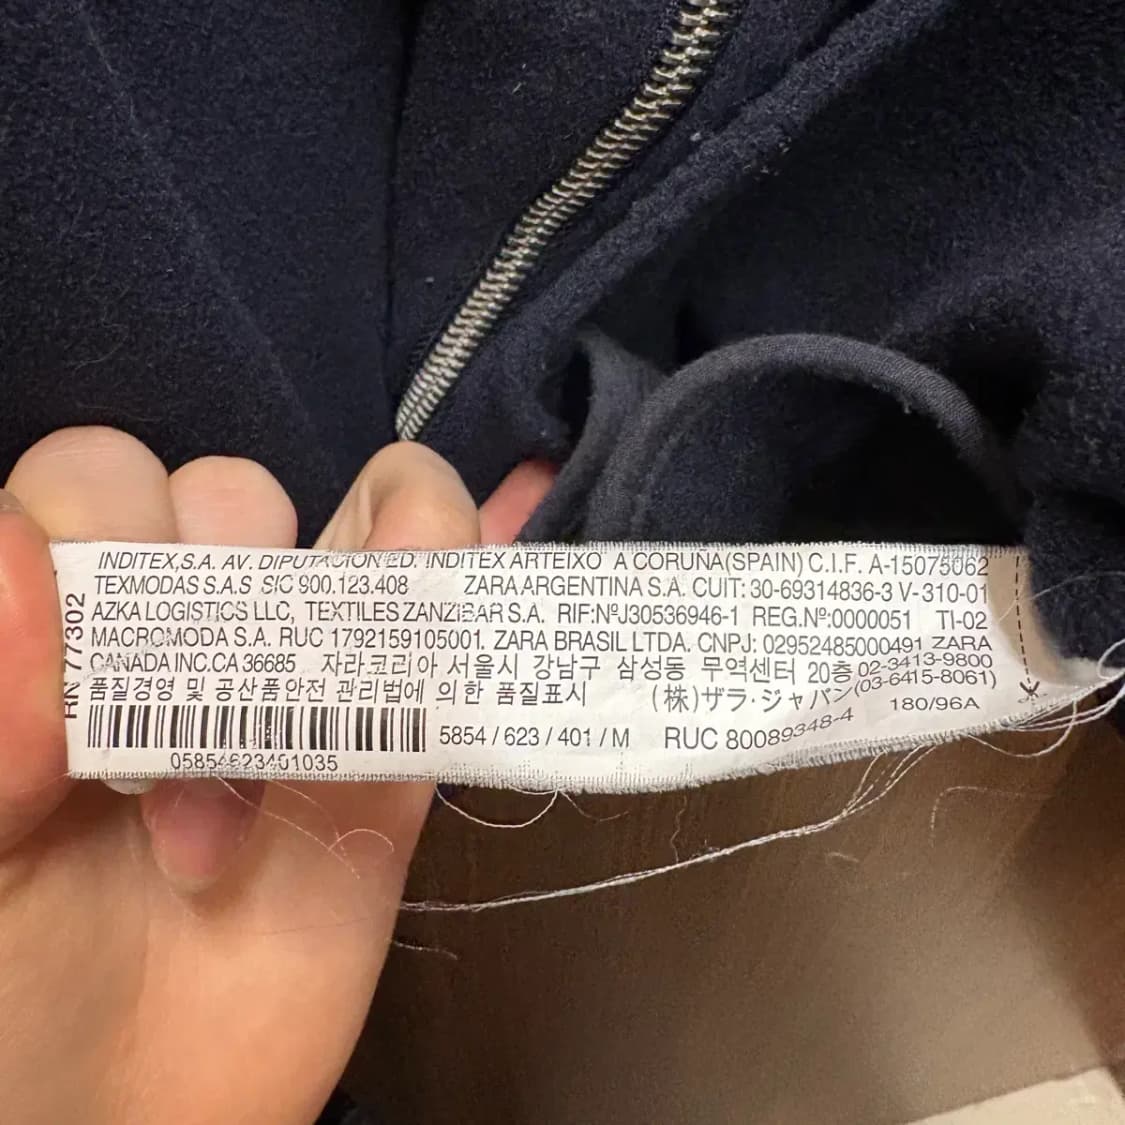 INDITEX,S.A. AV. DIPUTACION ED. INDITEX ARTEIXO A CORUÑA(SPAIN) C.I.F. A-15075062
TEXMODAS S.A.S S/C 900.123.408 ZARA ARGENTINA S.A. CUIT: 30-69314836-3 V-310-01
AZKA LOGISTICS LLC, TEXTILES ZANZIBAR S.A. RIF:NºJ30536946-1 REG.Nº:0000051 TI-02
MACROMODA S.A. RUC 1792159105001. ZARA BRASIL LTDA. CNPJ: 02952485000491 ZARA
CANADA INC.CA 36685 자라코리아 서울시 강남구 삼성동 무역센터 20층 02-3413-9800
품질경영 및 공산품안전 관리법에 의한 품질표시 (株)ザラ・ジャパン(03-6415-8061)
5854 / 623 / 401 / M RUC 80089348-4 180/96A
05854623401035
RN 77302